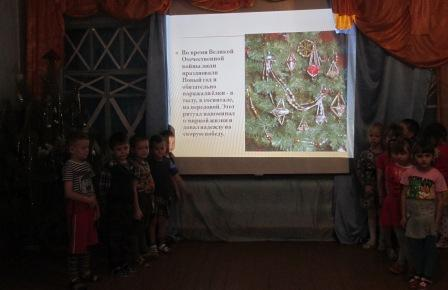 Во время Великой
Отечественной
войны люди
праздновали
Новый год и
обязательно
наряжали ёлки - в
тылу, в госпитале,
на передовой. Этот
ритуал напоминал
о мирной жизни и
давал надежду на
скорую победу.